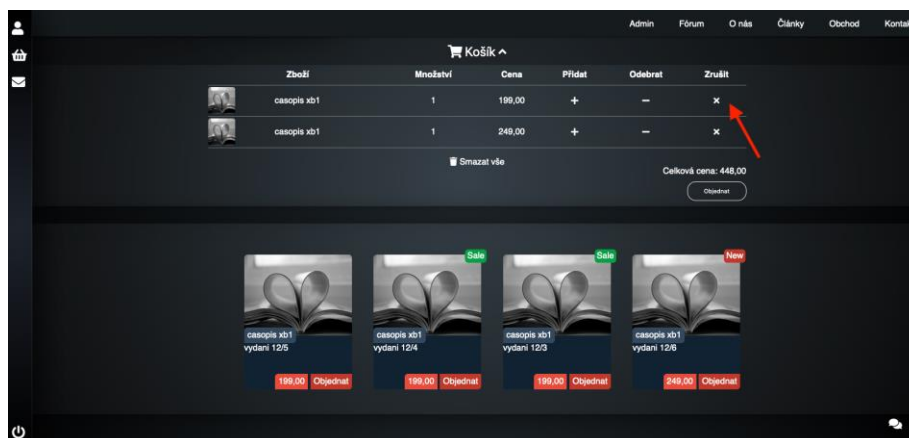 Admin Fórum O nás Články Obchod Kontak
Košík
Zboží Množství Cena Přidat Odebrat Zrušit
casopis xb1 1 199,00 + − ×
casopis xb1 1 249,00 + − ×
Smazat vše
Celková cena: 448,00
Objednat
Sale Sale New
casopis xb1 casopis xb1 casopis xb1 casopis xb1
vydani 12/5 vydani 12/4 vydani 12/3 vydani 12/6
199,00 Objednat 199,00 Objednat 199,00 Objednat 249,00 Objednat